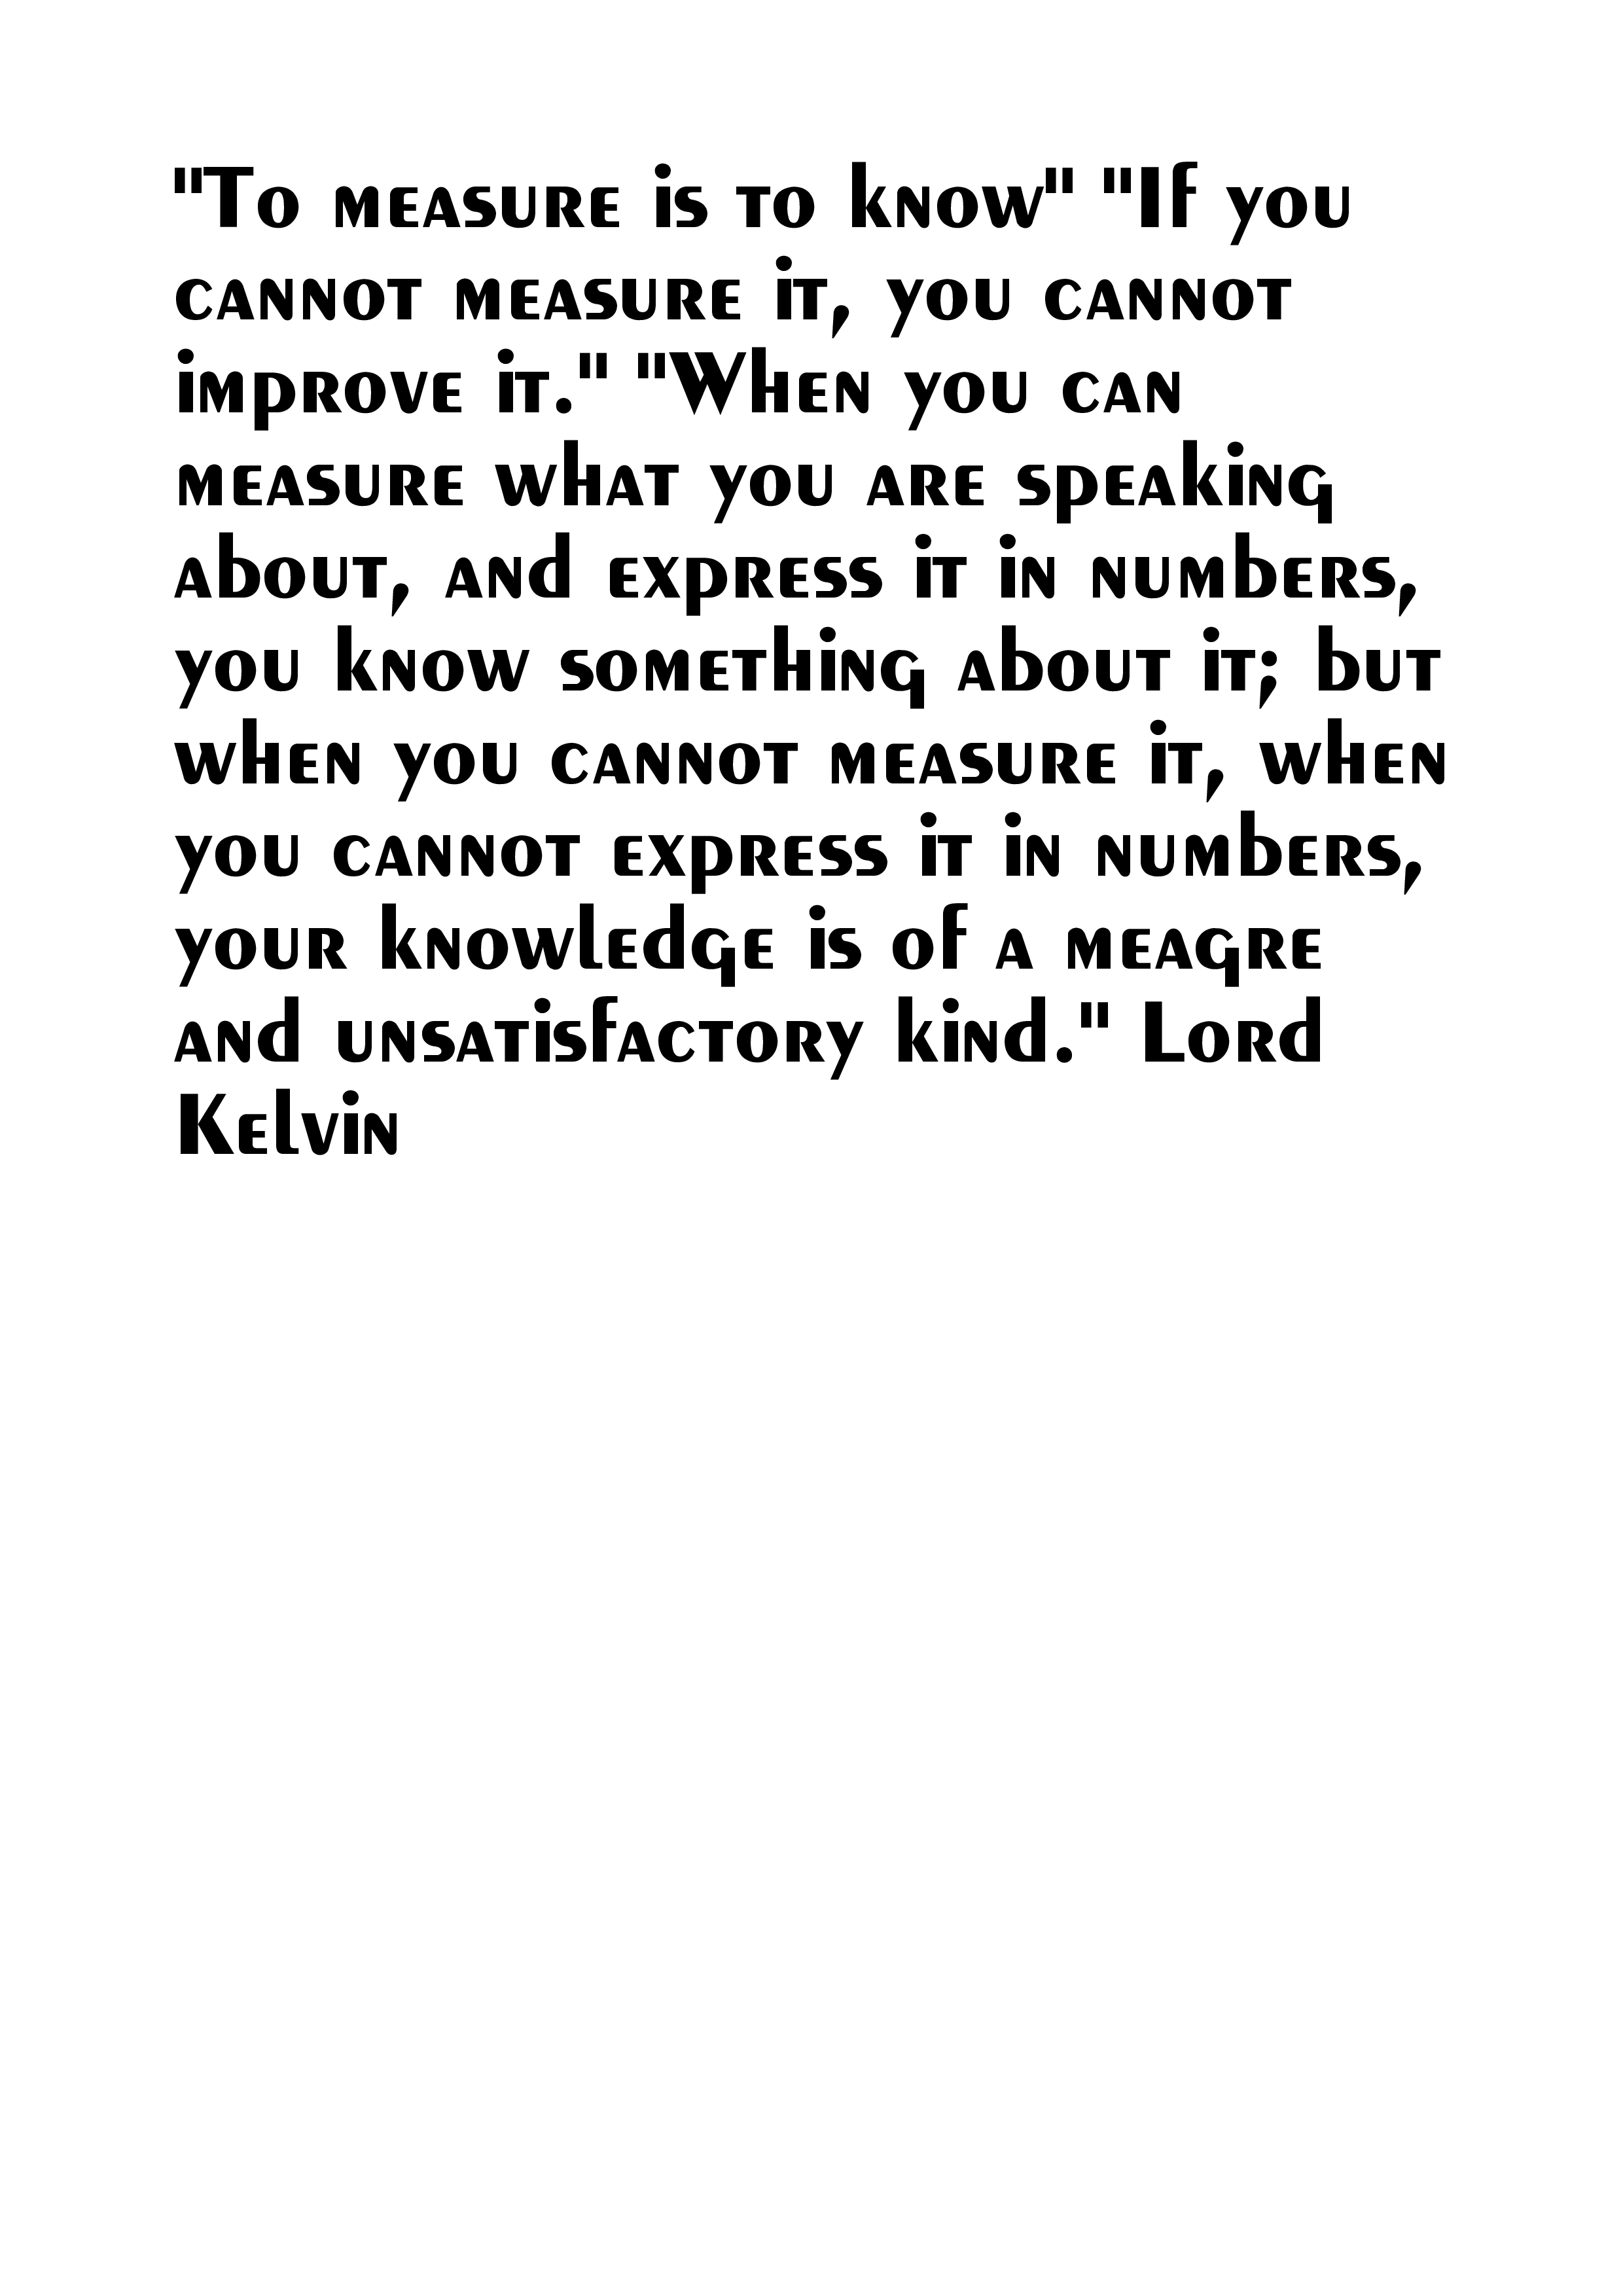 "To measure is to know" "If you
cannot measure it, you cannot
improve it." "When you can
measure what you are speaking
about, and express it in numbers,
you know something about it; but
when you cannot measure it, when
you cannot express it in numbers,
your knowledge is of a meagre
and unsatisfactory kind." Lord
Kelvin